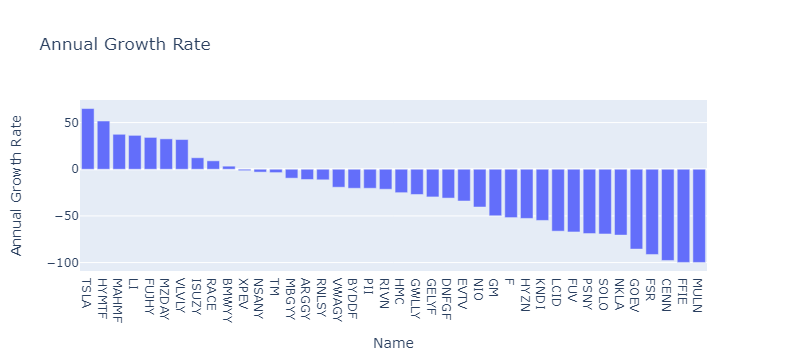 Annual Growth Rate
Annual Growth Rate
50
0
−50
−100
TSLA
HYMTF
MAHMF
LI
FUJHY
MZDAY
VLVLY
ISUZY
RACE
BMWYY
XPEV
NSANY
TM
MBGYY
ARGGY
RNLSY
VWAGY
BYDDF
PII
RIVN
HMC
GWLLY
GELYF
DNFGF
EVTV
NIO
GM
F
HYZN
KNDI
LCID
FUV
PSNY
SOLO
NKLA
GOEV
FSR
CENN
FFIE
MULN
Name